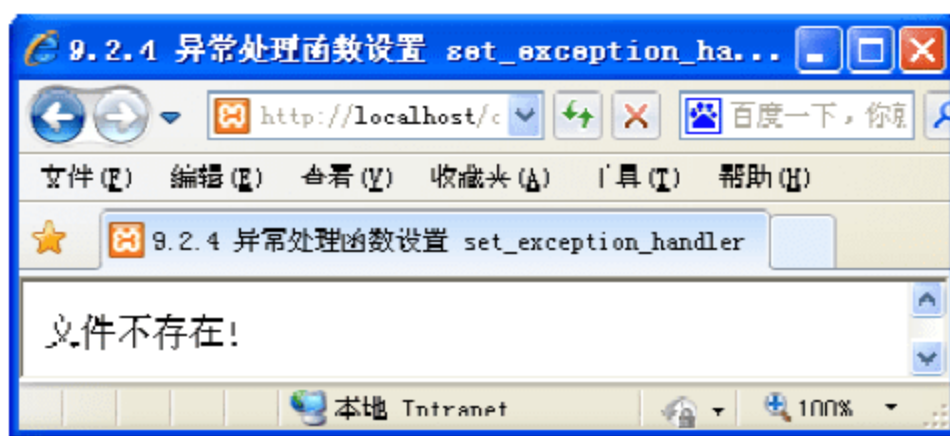 9.2.4 异常处理函数设置 set_exception_ha...
http://localhost/c
百度一下，你
文件(F) 编辑(E) 查看(V) 收藏夹(A) 工具(T) 帮助(H)
9.2.4 异常处理函数设置 set_exception_handler
文件不存在!
本地 Intranet
100%